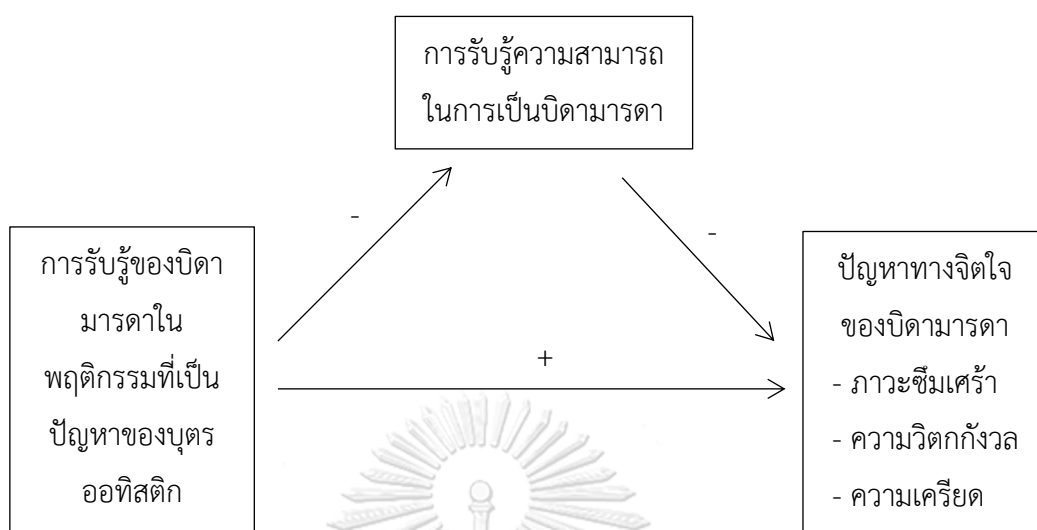 การรับรู้ความสามารถ
ในการเป็นบิดามารดา
-
-
การรับรู้ของบิดา
มารดาใน
พฤติกรรมที่เป็น
ปัญหาของบุตร
ออทิสติก
+
ปัญหาทางจิตใจ
ของบิดามารดา
- ภาวะซึมเศร้า
- ความวิตกกังวล
- ความเครียด